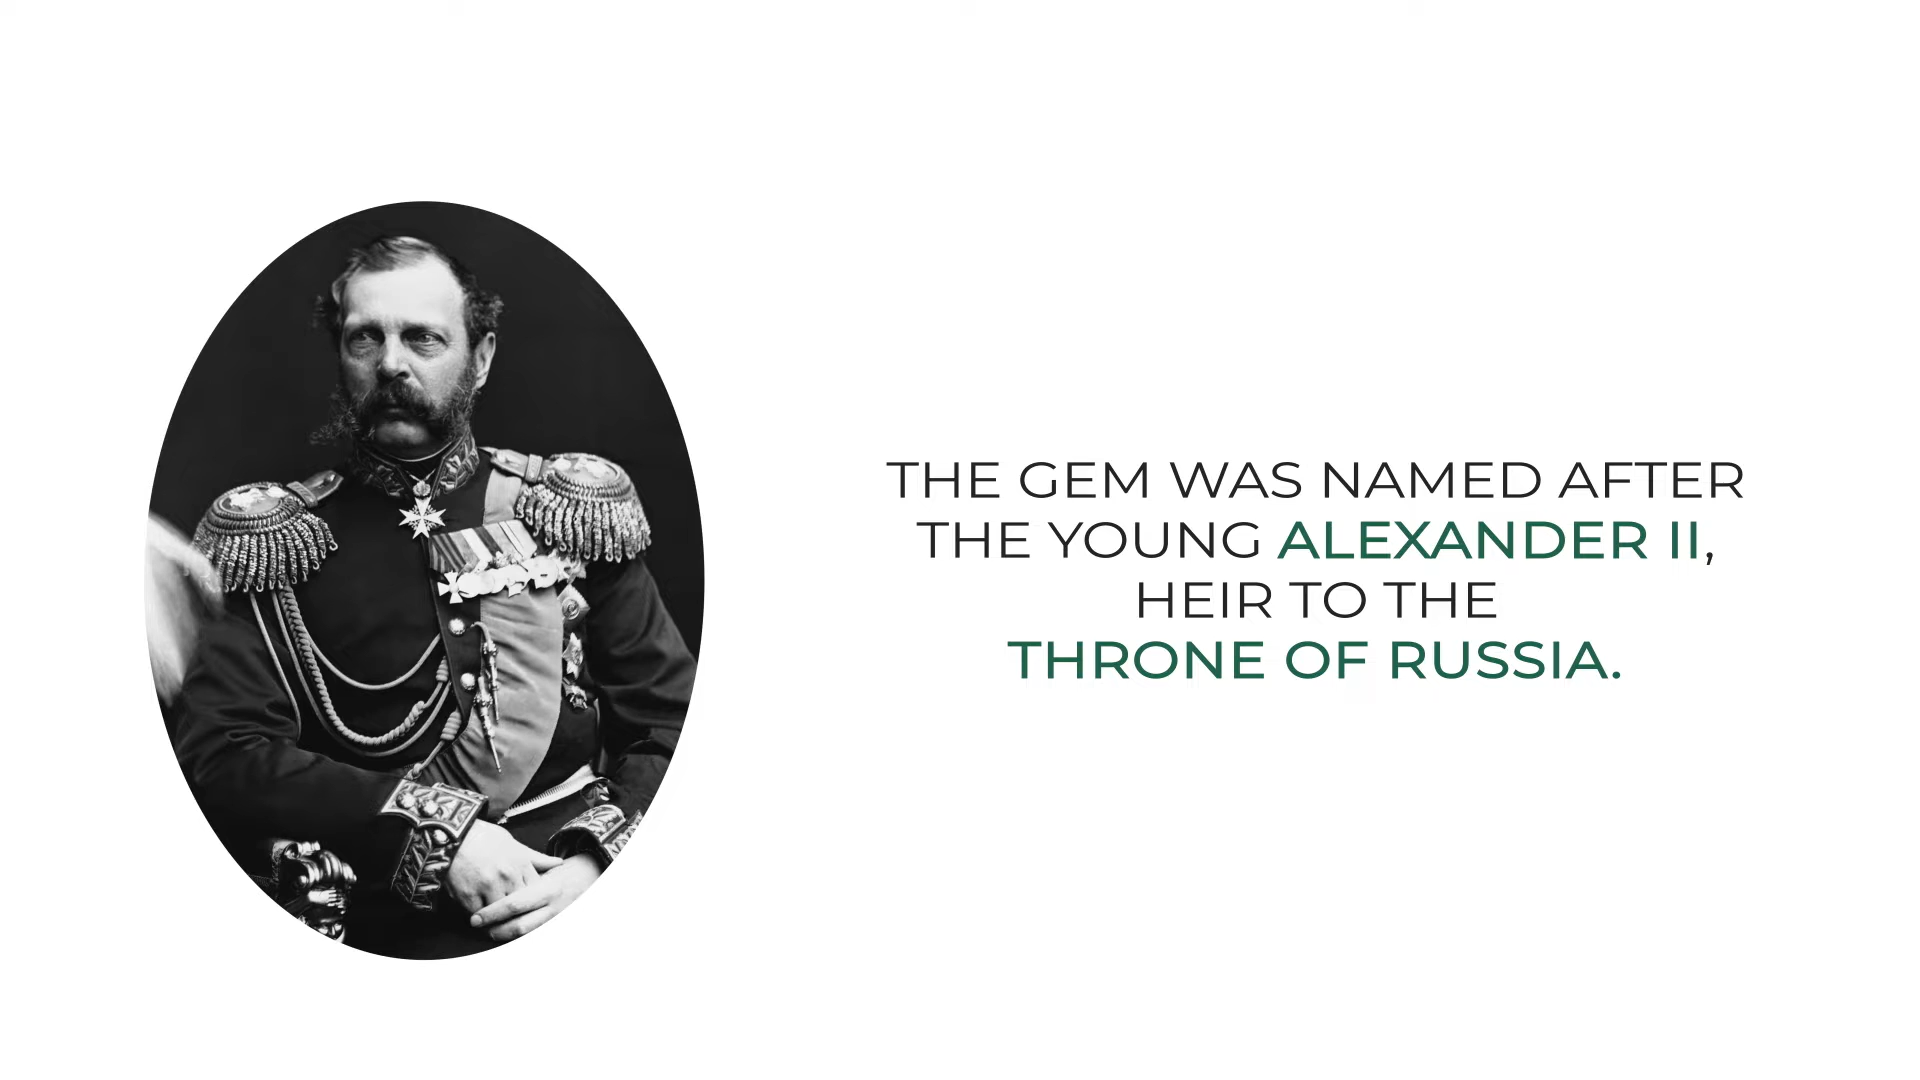 THE GEM WAS NAMED AFTER
THE YOUNG ALEXANDER II,
HEIR TO THE
THRONE OF RUSSIA.